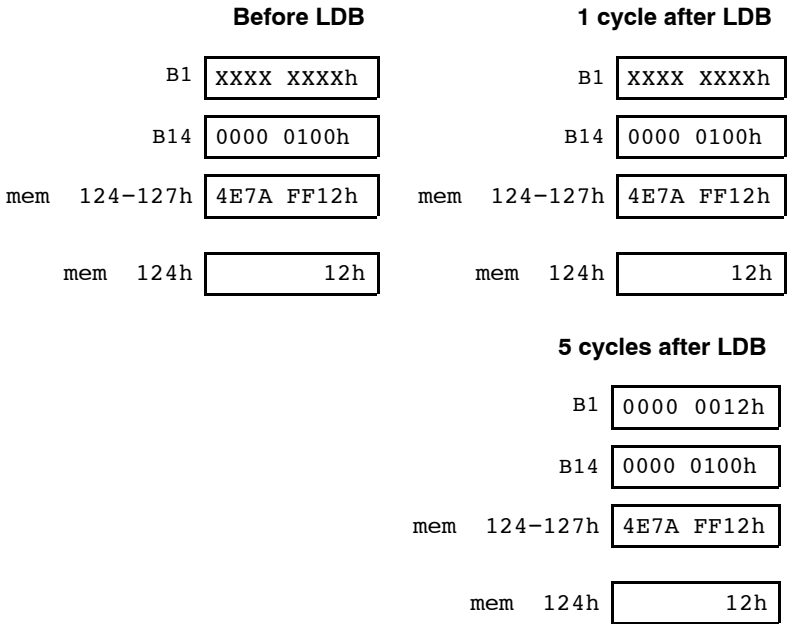 Before LDB 1 cycle after LDB
B1 XXXX XXXXh B1 XXXX XXXXh
B14 0000 0100h B14 0000 0100h
mem 124−127h 4E7A FF12h mem 124−127h 4E7A FF12h
mem 124h 12h mem 124h 12h
5 cycles after LDB
B1 0000 0012h
B14 0000 0100h
mem 124−127h 4E7A FF12h
mem 124h 12h